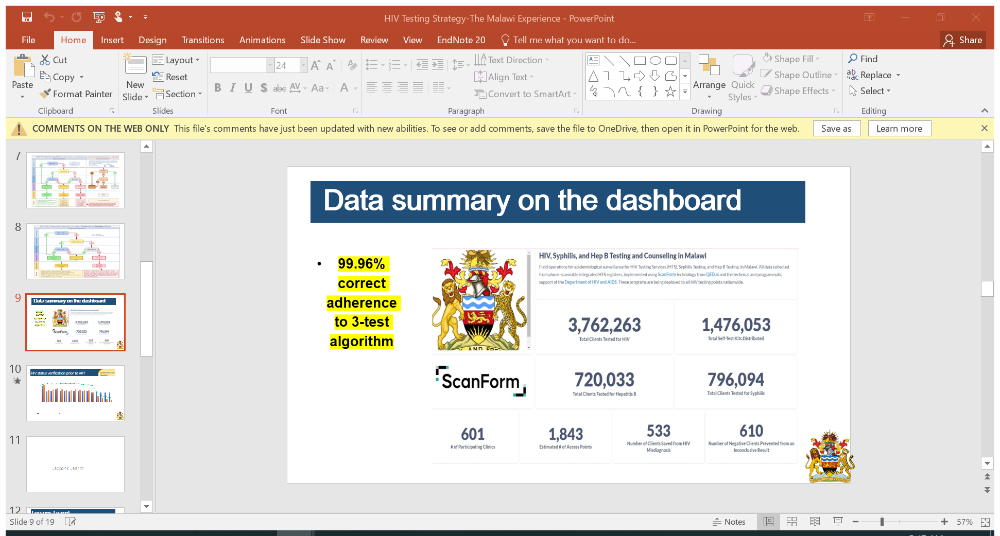 HIV Testing Strategy-The Malawi Experience - PowerPoint
File Home Insert Design Transitions Animations Slide Show Review View EndNote 20 Tell me what you want to do... Share
Paste
Cut
Copy
Format Painter
Clipboard
New Slide
Layout
Reset
Section
Slides
24
B I U S abc AV Aa A
Font
Text Direction
Align Text
Convert to SmartArt
Paragraph
Arrange
Quick Styles
Shape Fill
Shape Outline
Shape Effects
Drawing
Find
Replace
Select
Editing
COMMENTS ON THE WEB ONLY This file's comments have just been updated with new abilities. To see or add comments, save the file to OneDrive, then open it in PowerPoint for the web. Save as Learn more
7
8
9
Data summary on the dashboard
10
HIV status verification prior to ART
11
Lessons Learnt
12
Lessons Learnt
Data summary on the dashboard
• 99.96%
correct
adherence
to 3-test
algorithm
HIV, Syphilis, and Hep B Testing and Counseling in Malawi
Field operations for epidemiological surveillance for HIV Testing Services (HTS), Syphilis Testing, and Hep B Testing, in Malawi. All data collected
from phone-scannable integrated HTS registers, implemented using ScanForm technology from QED.ai and the technical and programmatic
support of the Department of HIV and AIDS. These programs are being deployed to all HIV testing points nationwide.
3,762,263
Total Clients Tested for HIV
1,476,053
Total Self-Test Kits Distributed
ScanForm
720,033
Total Clients Tested for Hepatitis B
796,094
Total Clients Tested for Syphilis
601
# of Participating Clinics
1,843
Estimated # of Access Points
533
Number of Clients Saved from HIV
Misdiagnosis
610
Number of Negative Clients Prevented from an
Inconclusive Result
UNITY AND FREEDOM
Slide 9 of 19
Notes
57%